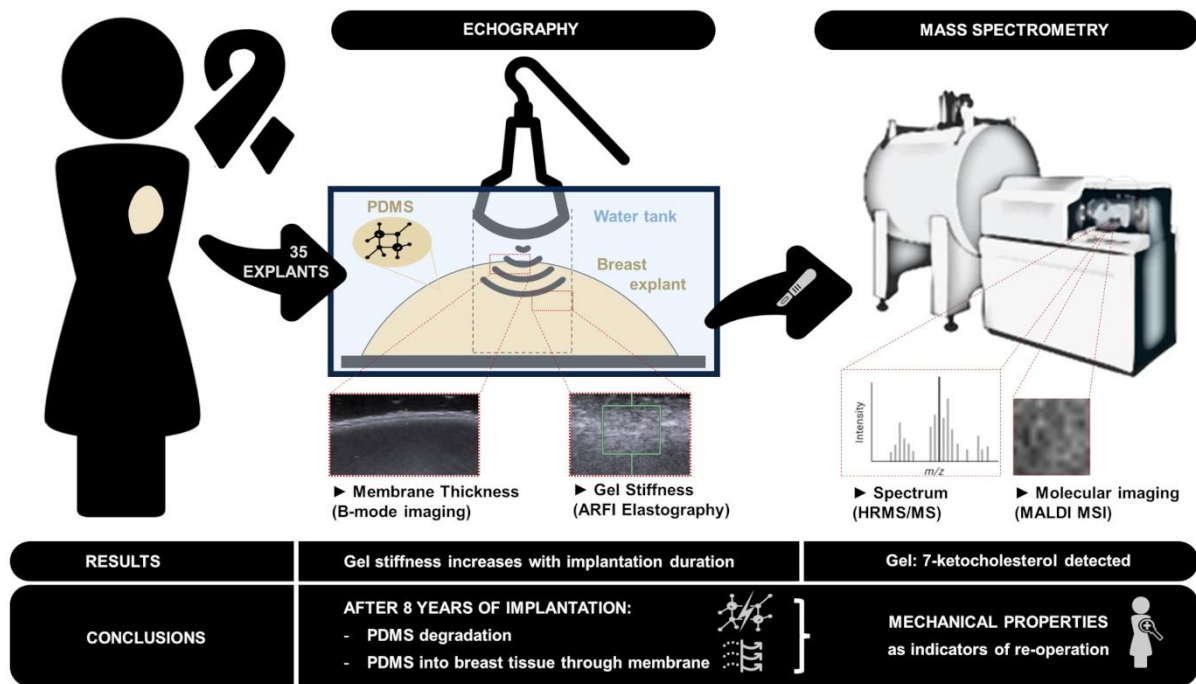 ECHOGRAPHY
MASS SPECTROMETRY
35
EXPLANTS
PDMS
Water tank
Breast
explant
Intensity
m/z
► Membrane Thickness
(B-mode imaging)
► Gel Stiffness
(ARFI Elastography)
► Spectrum
(HRMS/MS)
► Molecular imaging
(MALDI MSI)
RESULTS
Gel stiffness increases with implantation duration
Gel: 7-ketocholesterol detected
CONCLUSIONS
AFTER 8 YEARS OF IMPLANTATION:
- PDMS degradation
- PDMS into breast tissue through membrane
MECHANICAL PROPERTIES
as indicators of re-operation